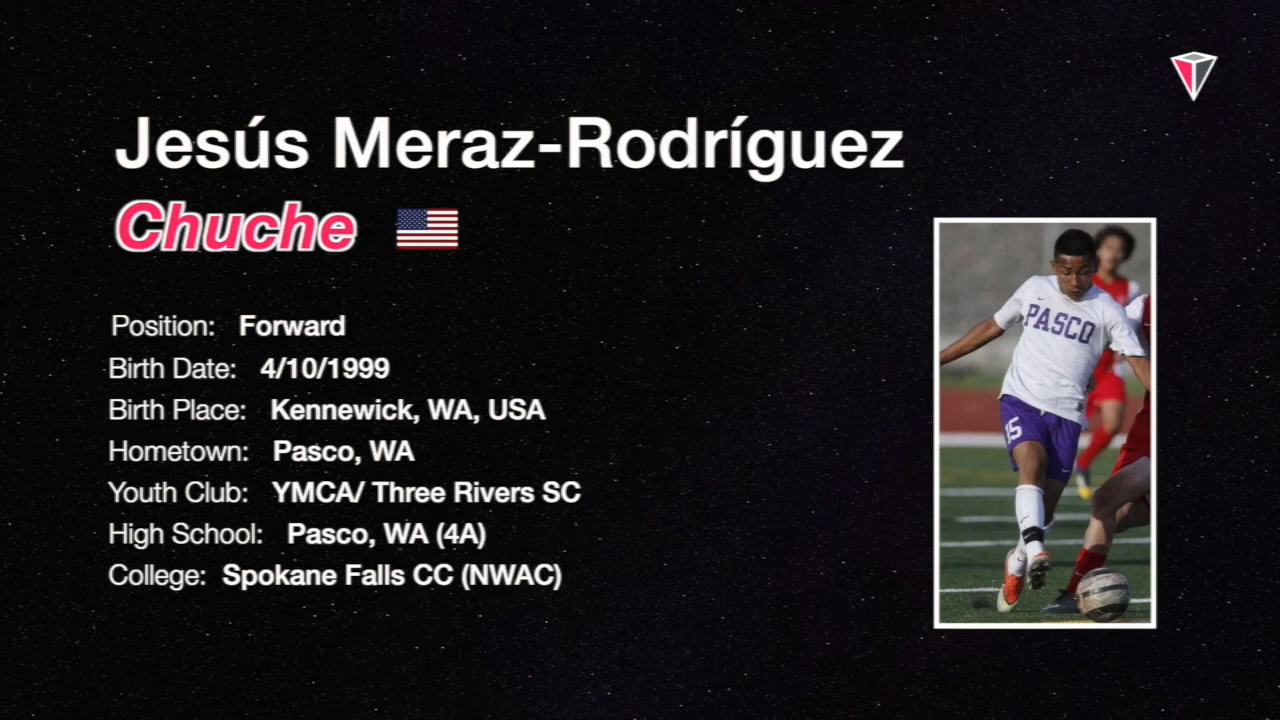 Jesús Meraz-Rodríguez
Chuche
Position: Forward
Birth Date: 4/10/1999
Birth Place: Kennewick, WA, USA
Hometown: Pasco, WA
Youth Club: YMCA/ Three Rivers SC
High School: Pasco, WA (4A)
College: Spokane Falls CC (NWAC)
PASCO
15